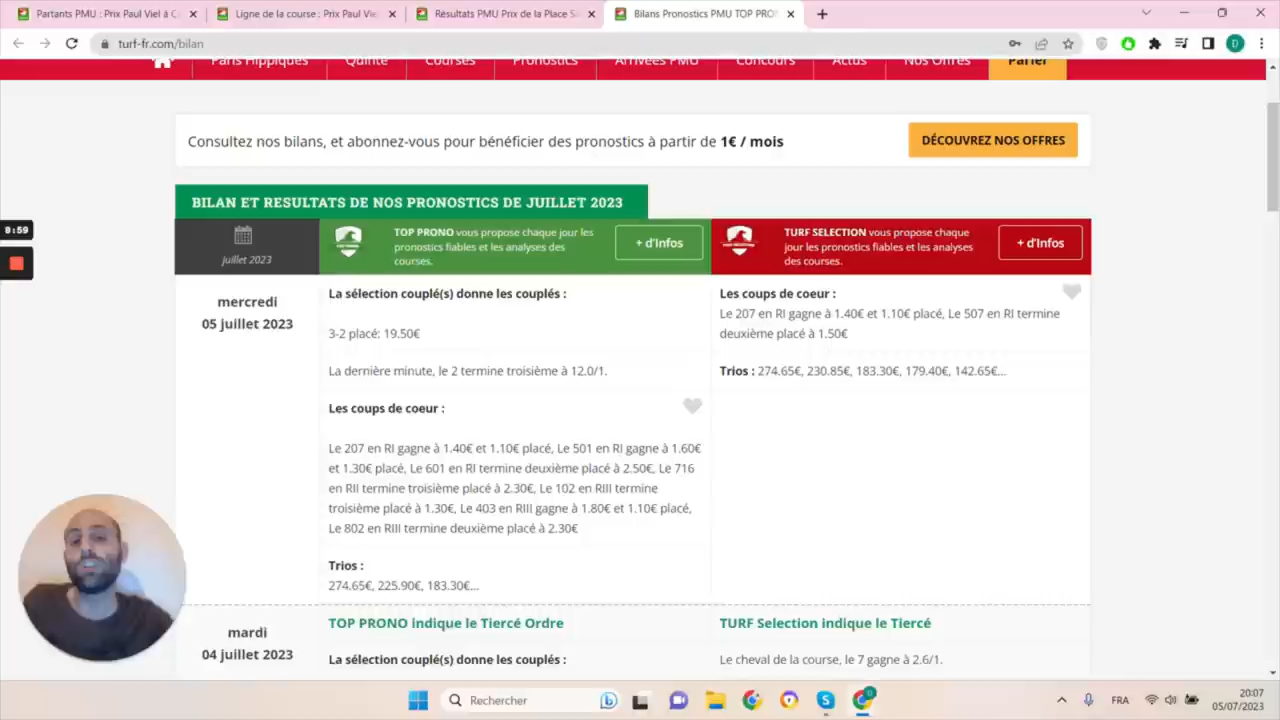 Partants PMU : Prix Paul Viel à C
Ligne de la course : Prix Paul Vie
Résultats PMU Prix de la Place Sa
Bilans Pronostics PMU TOP PRON
turf-fr.com/bilan
D
Paris Hippiques
Quinté
Courses
Pronostics
Arrivées PMU
Concours
Actus
Nos Offres
Parier
Consultez nos bilans, et abonnez-vous pour bénéficier des pronostics à partir de 1€ / mois
DÉCOUVREZ NOS OFFRES
BILAN ET RESULTATS DE NOS PRONOSTICS DE JUILLET 2023
juillet 2023
TOP PRONO vous propose chaque jour les
pronostics fiables et les analyses des
courses.
+ d'Infos
TURF SELECTION vous propose chaque
jour les pronostics fiables et les analyses
des courses.
+ d'Infos
8:59
mercredi
05 juillet 2023
La sélection couplé(s) donne les couplés :
3-2 placé: 19.50€
La dernière minute, le 2 termine troisième à 12.0/1.
Les coups de coeur :
Le 207 en RI gagne à 1.40€ et 1.10€ placé, Le 501 en RI gagne à 1.60€
et 1.30€ placé, Le 601 en RI termine deuxième placé à 2.50€, Le 716
en RII termine troisième placé à 2.30€, Le 102 en RIII termine
troisième placé à 1.30€, Le 403 en RIII gagne à 1.80€ et 1.10€ placé,
Le 802 en RIII termine deuxième placé à 2.30€
Trios :
274.65€, 225.90€, 183.30€...
Les coups de coeur :
Le 207 en RI gagne à 1.40€ et 1.10€ placé, Le 507 en RI termine
deuxième placé à 1.50€
Trios : 274.65€, 230.85€, 183.30€, 179.40€, 142.65€...
mardi
04 juillet 2023
TOP PRONO indique le Tiercé Ordre
La sélection couplé(s) donne les couplés :
TURF Selection indique le Tiercé
Le cheval de la course, le 7 gagne à 2.6/1.
Rechercher
FRA
20:07
05/07/2023